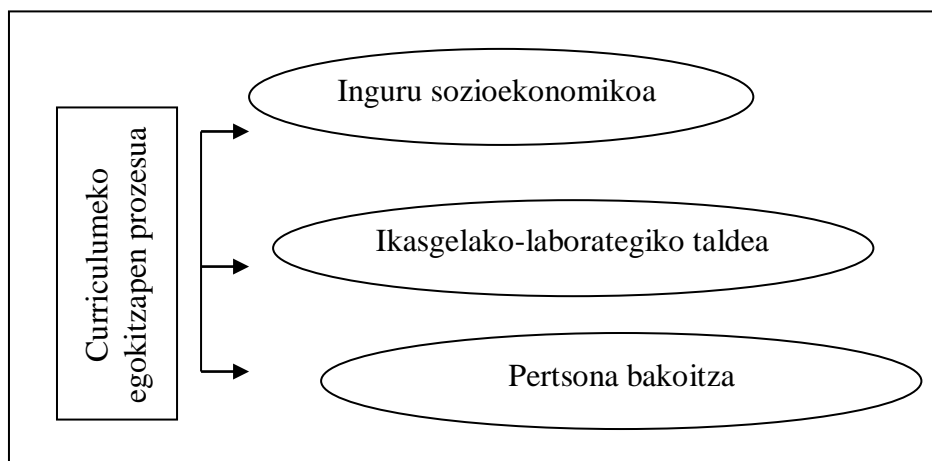 Curriculumeko
egokitzapen prozesua
Inguru sozioekonomikoa
Ikasgelako-laborategiko taldea
Pertsona bakoitza